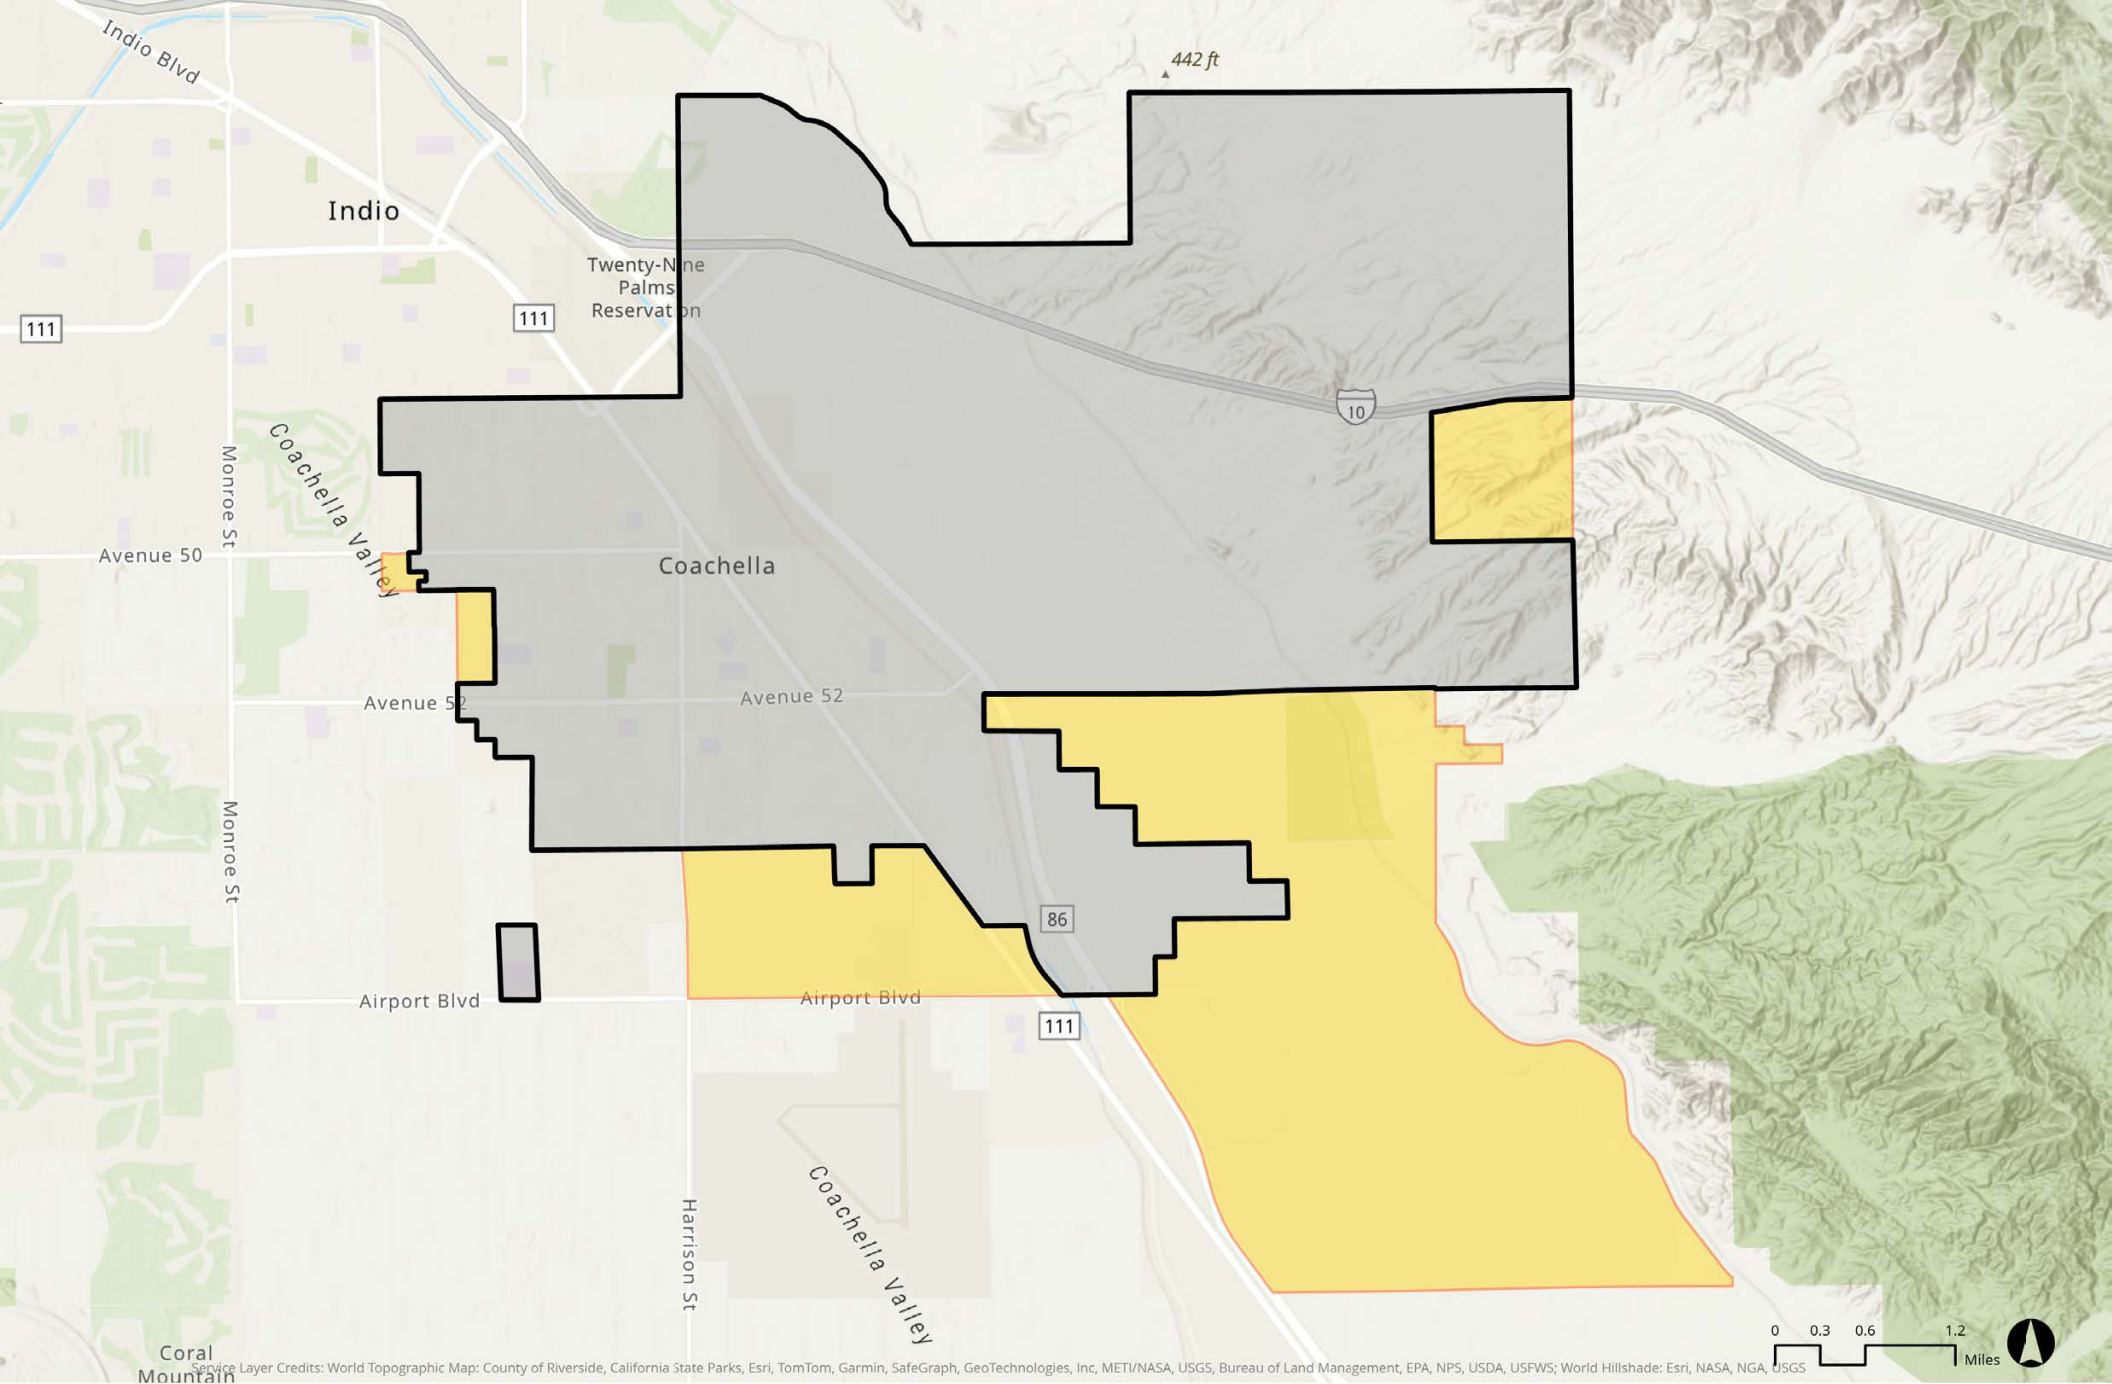 442 ft
Indio Blvd
Indio
Twenty-Nine
Palms
Reservation
111
111
10
Coachella Valley
Monroe St
Avenue 50
Coachella
Avenue 52
Avenue 52
Monroe St
86
Airport Blvd
Airport Blvd
111
Harrison St
Coachella Valley
Coral
Mountain
0 0.3 0.6 1.2
Miles
Service Layer Credits: World Topographic Map: County of Riverside, California State Parks, Esri, TomTom, Garmin, SafeGraph, GeoTechnologies, Inc, METI/NASA, USGS, Bureau of Land Management, EPA, NPS, USDA, USFWS; World Hillshade: Esri, NASA, NGA, USGS